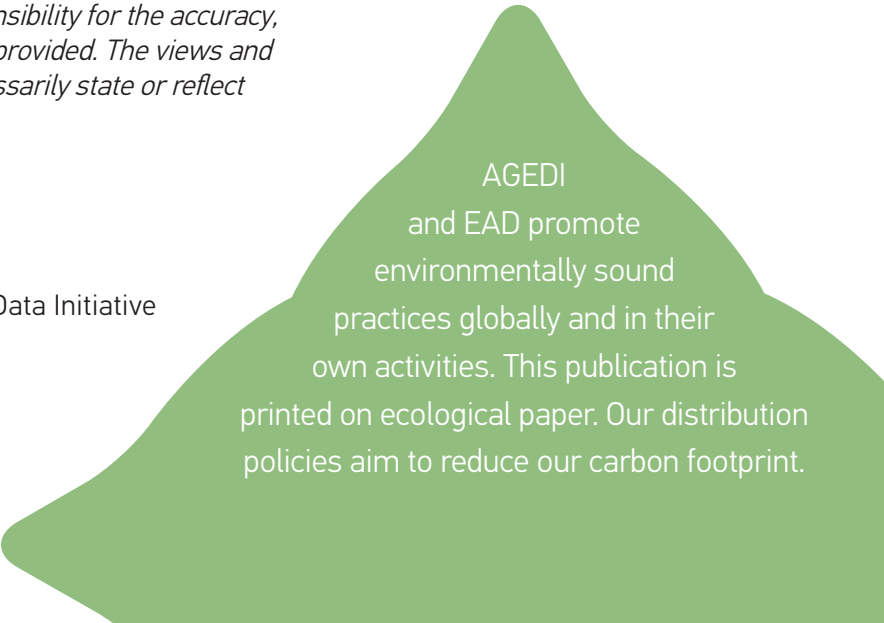 nsibility for the accuracy,
provided. The views and
ssarily state or reflect
Data Initiative
AGEDI
and EAD promote
environmentally sound
practices globally and in their
own activities. This publication is
printed on ecological paper. Our distribution
policies aim to reduce our carbon footprint.